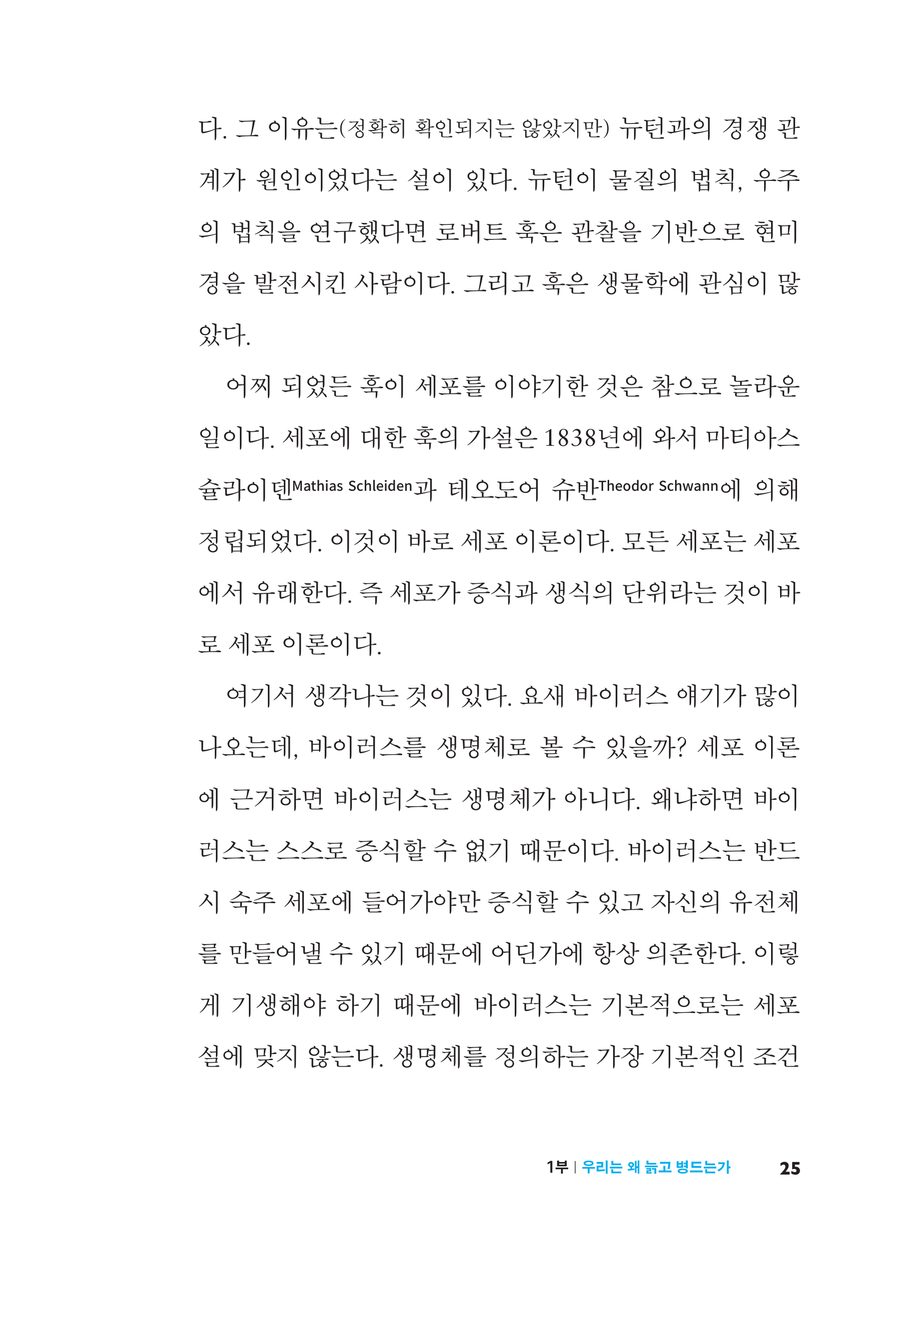 다. 그 이유는(정확히 확인되지는 않았지만) 뉴턴과의 경쟁 관
계가 원인이었다는 설이 있다. 뉴턴이 물질의 법칙, 우주
의 법칙을 연구했다면 로버트 훅은 관찰을 기반으로 현미
경을 발전시킨 사람이다. 그리고 훅은 생물학에 관심이 많
았다.
어찌 되었든 훅이 세포를 이야기한 것은 참으로 놀라운
일이다. 세포에 대한 훅의 가설은 1838년에 와서 마티아스
슐라이덴Mathias Schleiden과 테오도어 슈반Theodor Schwann에 의해
정립되었다. 이것이 바로 세포 이론이다. 모든 세포는 세포
에서 유래한다. 즉 세포가 증식과 생식의 단위라는 것이 바
로 세포 이론이다.
여기서 생각나는 것이 있다. 요새 바이러스 얘기가 많이
나오는데, 바이러스를 생명체로 볼 수 있을까? 세포 이론
에 근거하면 바이러스는 생명체가 아니다. 왜냐하면 바이
러스는 스스로 증식할 수 없기 때문이다. 바이러스는 반드
시 숙주 세포에 들어가야만 증식할 수 있고 자신의 유전체
를 만들어낼 수 있기 때문에 어딘가에 항상 의존한다. 이렇
게 기생해야 하기 때문에 바이러스는 기본적으로는 세포
설에 맞지 않는다. 생명체를 정의하는 가장 기본적인 조건
1부 | 우리는 왜 늙고 병드는가 25